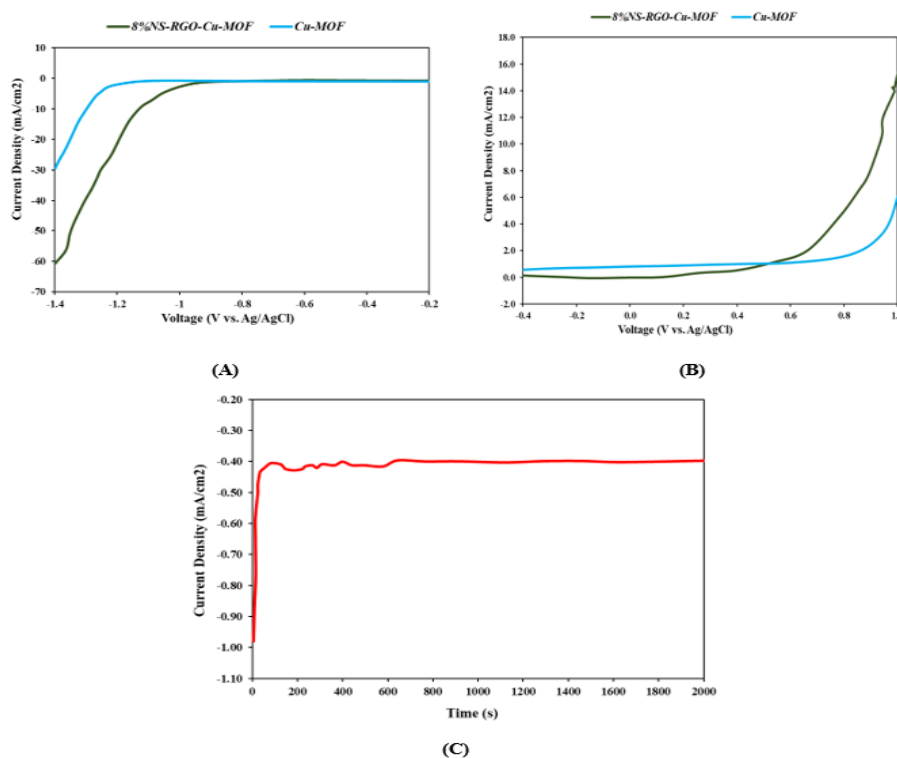 8%NS-RGO-Cu-MOF Cu-MOF
10
0
-10
-20
-30
-40
-50
-60
-70
-1.4 -1.2 -1 -0.8 -0.6 -0.4 -0.2
Current Density (mA/cm2)
Voltage (V vs. Ag/AgCl)
(A)
8%NS-RGO-Cu-MOF Cu-MOF
18.0
16.0
14.0
12.0
10.0
8.0
6.0
4.0
2.0
0.0
-2.0
-0.4 -0.2 0.0 0.2 0.4 0.6 0.8
Current Density (mA/cm2)
Voltage (V vs. Ag/AgCl)
(B)
-0.20
-0.30
-0.40
-0.50
-0.60
-0.70
-0.80
-0.90
-1.00
-1.10
0 200 400 600 800 1000 1200 1400 1600 1800 2000
Current Density (mA/cm2)
Time (s)
(C)